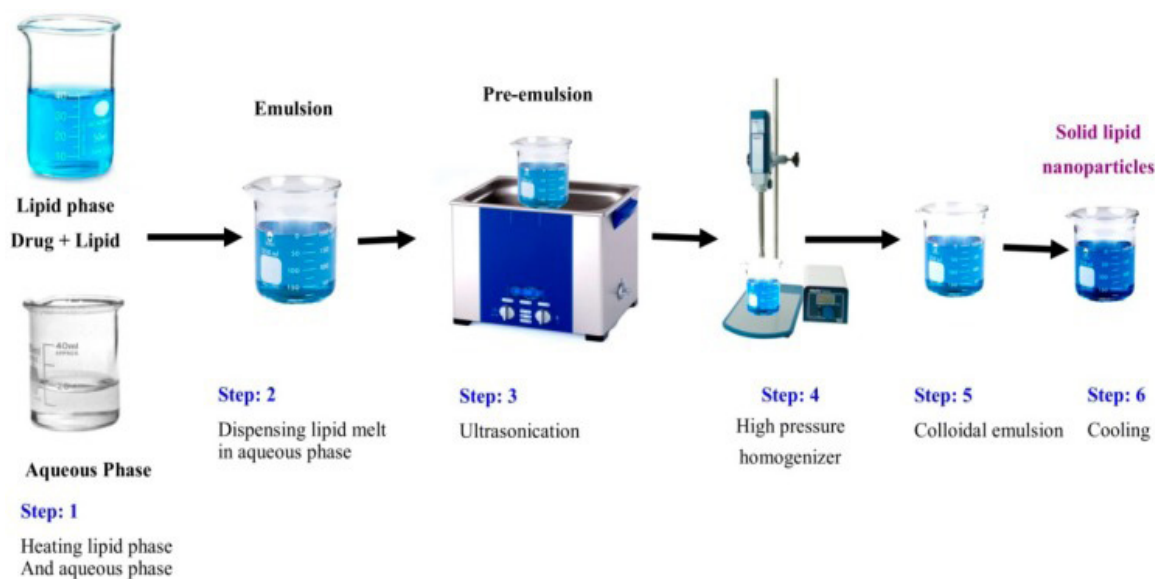 Lipid phase
Drug + Lipid
Aqueous Phase
Step: 1
Heating lipid phase
And aqueous phase
Emulsion
Step: 2
Dispensing lipid melt
in aqueous phase
Pre-emulsion
Step: 3
Ultrasonication
Step: 4
High pressure
homogenizer
Step: 5
Colloidal emulsion
Solid lipid
nanoparticles
Step: 6
Cooling